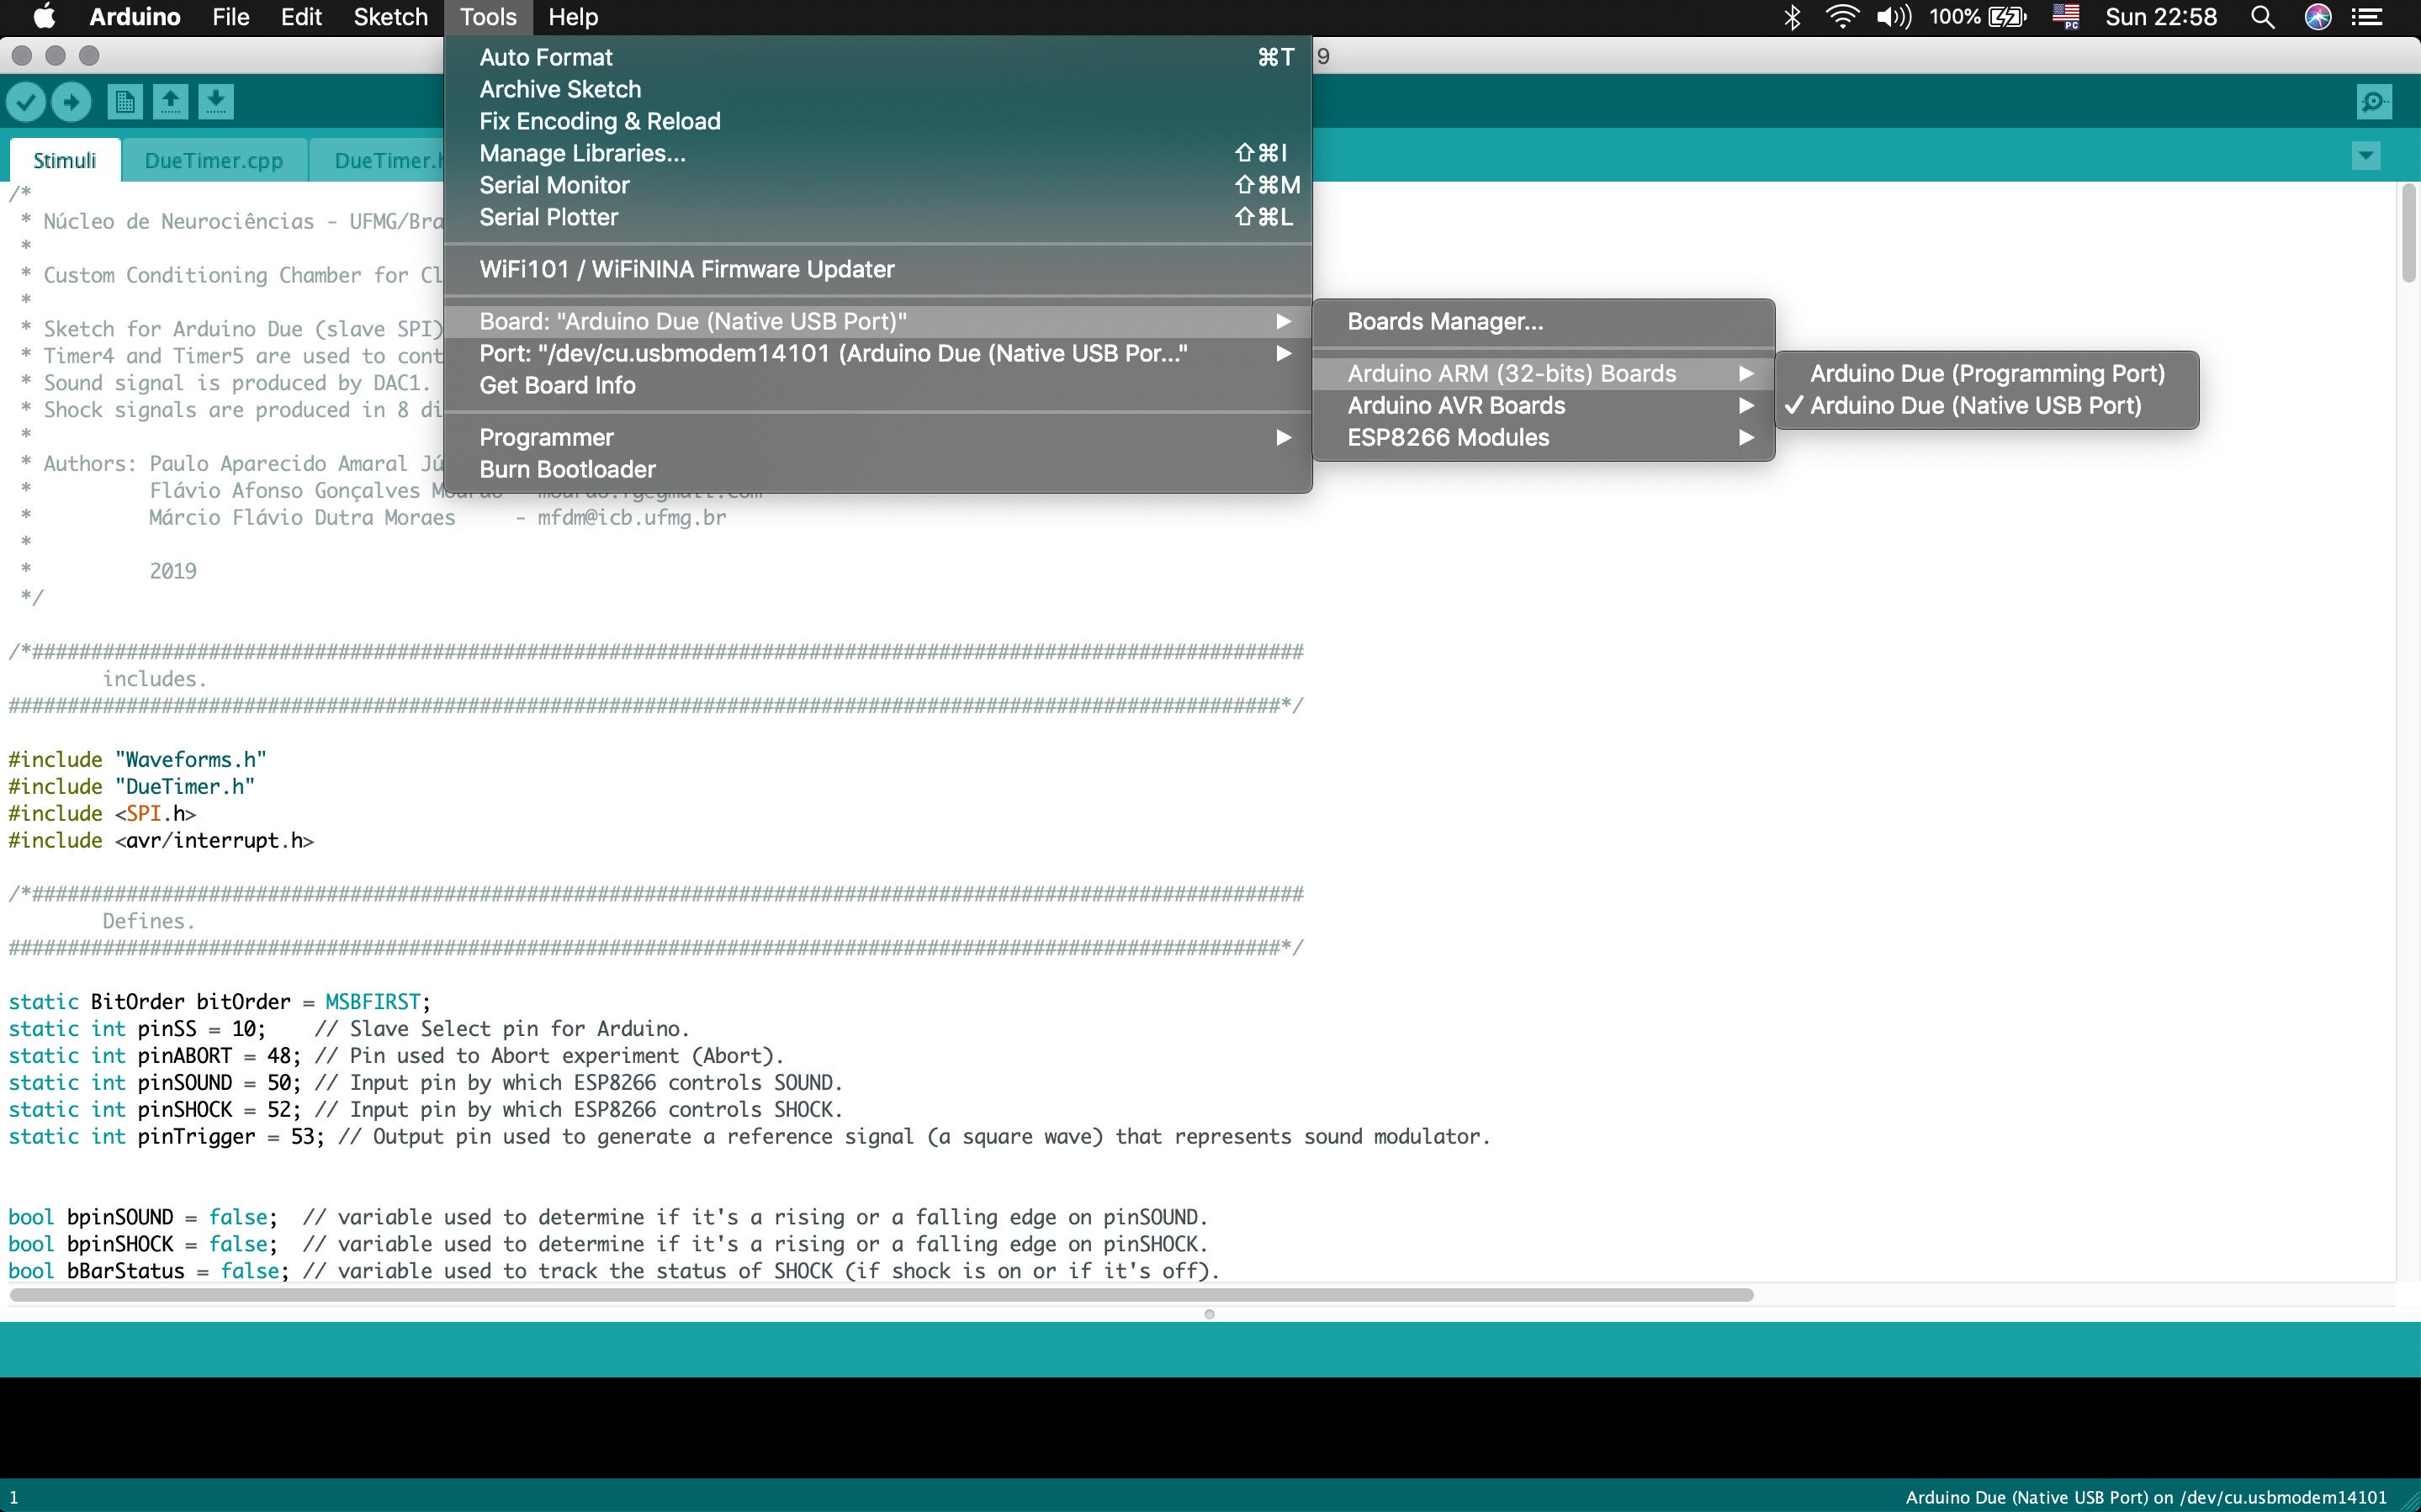 Arduino File Edit Sketch Tools Help 100% PC Sun 22:58
9
Auto Format ⌘T
Archive Sketch
Fix Encoding & Reload
Manage Libraries... ⇧⌘I
Serial Monitor ⇧⌘M
Serial Plotter ⇧⌘L
WiFi101 / WiFiNINA Firmware Updater
Board: "Arduino Due (Native USB Port)"
Port: "/dev/cu.usbmodem14101 (Arduino Due (Native USB Por..."
Get Board Info
Programmer
Burn Bootloader
Boards Manager...
Arduino ARM (32-bits) Boards
Arduino AVR Boards
ESP8266 Modules
Arduino Due (Programming Port)
✓ Arduino Due (Native USB Port)
Stimuli DueTimer.cpp DueTimer.
/*
* Núcleo de Neurociências - UFMG/Bra
*
* Custom Conditioning Chamber for Cl
*
* Sketch for Arduino Due (slave SPI)
* Timer4 and Timer5 are used to cont
* Sound signal is produced by DAC1.
* Shock signals are produced in 8 di
*
* Authors: Paulo Aparecido Amaral Jú
* Flávio Afonso Gonçalves
* Márcio Flávio Dutra Moraes - mfdm@icb.ufmg.br
*
* 2019
*/
/*############################################################################################################
includes.
############################################################################################################*/
#include "Waveforms.h"
#include "DueTimer.h"
#include <SPI.h>
#include <avr/interrupt.h>
/*############################################################################################################
Defines.
############################################################################################################*/
static BitOrder bitOrder = MSBFIRST;
static int pinSS = 10; // Slave Select pin for Arduino.
static int pinABORT = 48; // Pin used to Abort experiment (Abort).
static int pinSOUND = 50; // Input pin by which ESP8266 controls SOUND.
static int pinSHOCK = 52; // Input pin by which ESP8266 controls SHOCK.
static int pinTrigger = 53; // Output pin used to generate a reference signal (a square wave) that represents sound modulator.
bool bpinSOUND = false; // variable used to determine if it's a rising or a falling edge on pinSOUND.
bool bpinSHOCK = false; // variable used to determine if it's a rising or a falling edge on pinSHOCK.
bool bBarStatus = false; // variable used to track the status of SHOCK (if shock is on or if it's off).
1 Arduino Due (Native USB Port) on /dev/cu.usbmodem14101